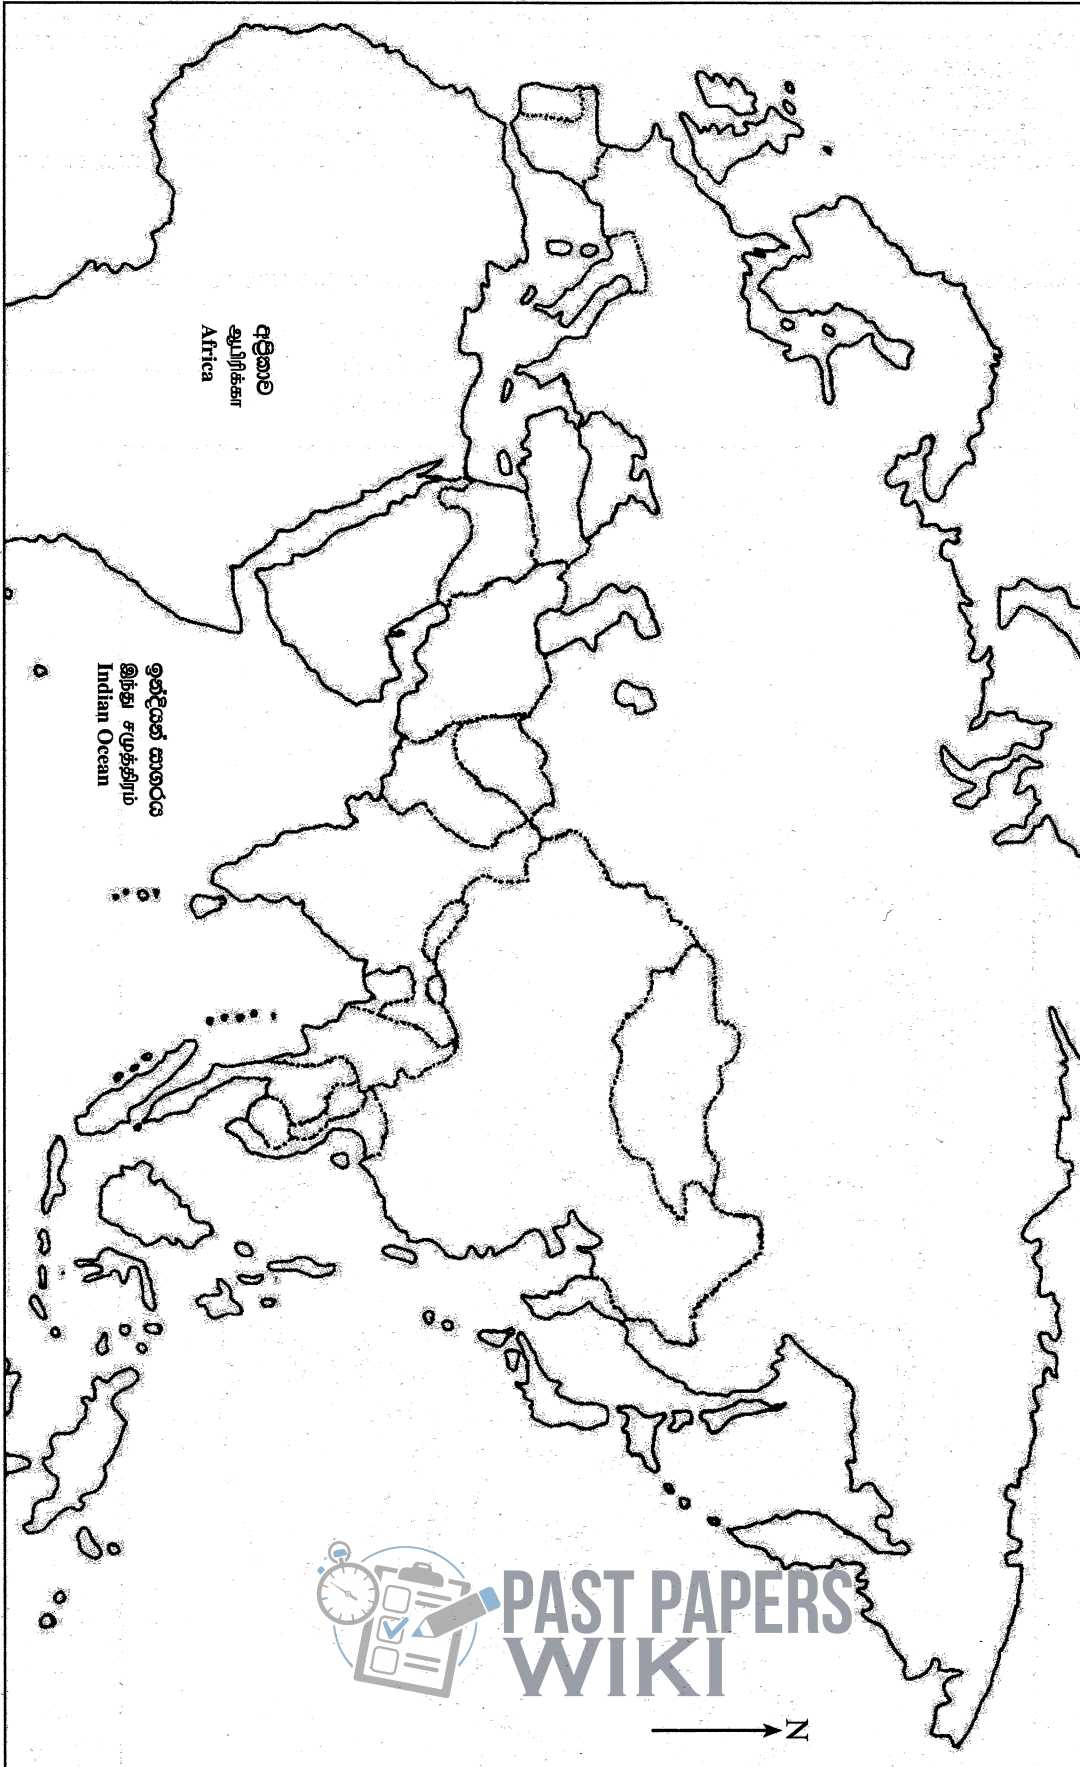 අප්‍රිකාව
ஆபிரிக்கா
Africa
ඉන්දියන් සාගරය
இந்து சமுத்திரம்
Indian Ocean
PAST PAPERS
WIKI
N